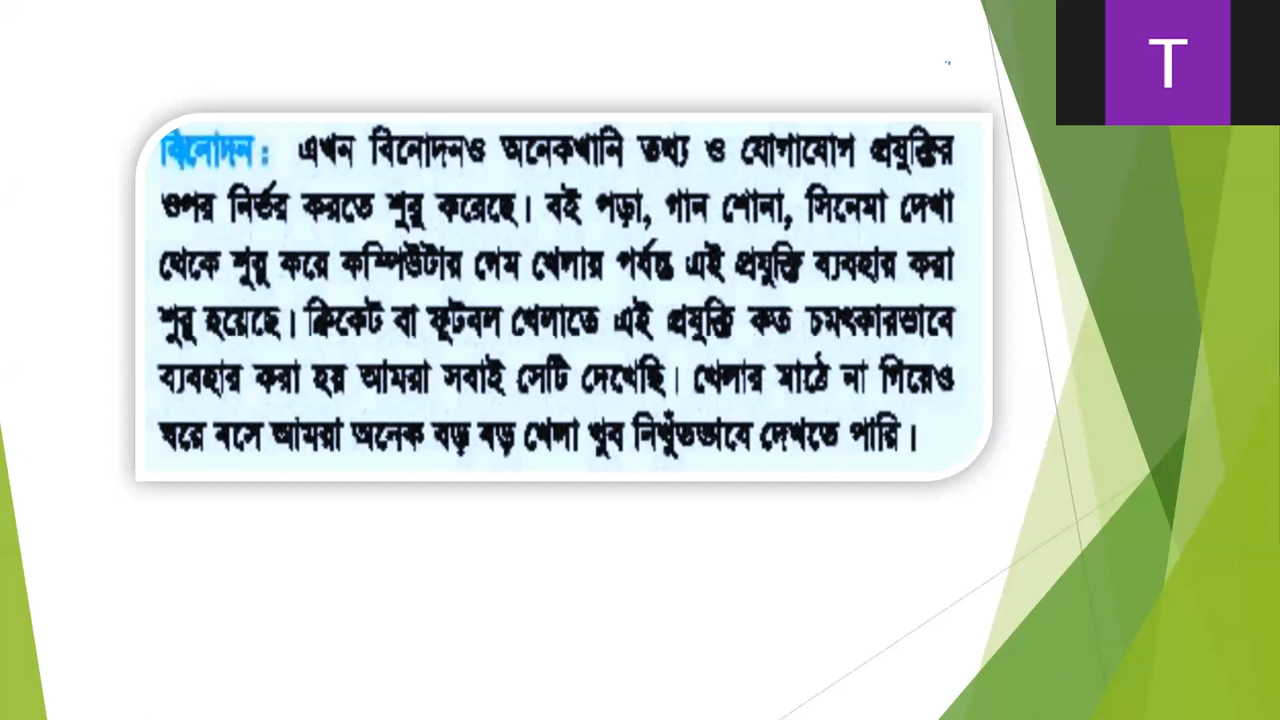 T
বিনোদন : এখন বিনোদনও অনেকখানি তথ্য ও যোগাযোগ প্রযুক্তির
ওপর নির্ভর করতে শুরু করেছে। বই পড়া, গান শোনা, সিনেমা দেখা
থেকে শুরু করে কম্পিউটার গেম খেলায় পর্যন্ত এই প্রযুক্তি ব্যবহার করা
শুরু হয়েছে। ক্রিকেট বা ফুটবল খেলাতে এই প্রযুক্তি কত চমৎকারভাবে
ব্যবহার করা হয় আমরা সবাই সেটি দেখেছি। খেলার মাঠে না গিয়েও
ঘরে বসে আমরা অনেক বড় বড় খেলা খুব নিখুঁতভাবে দেখতে পারি।